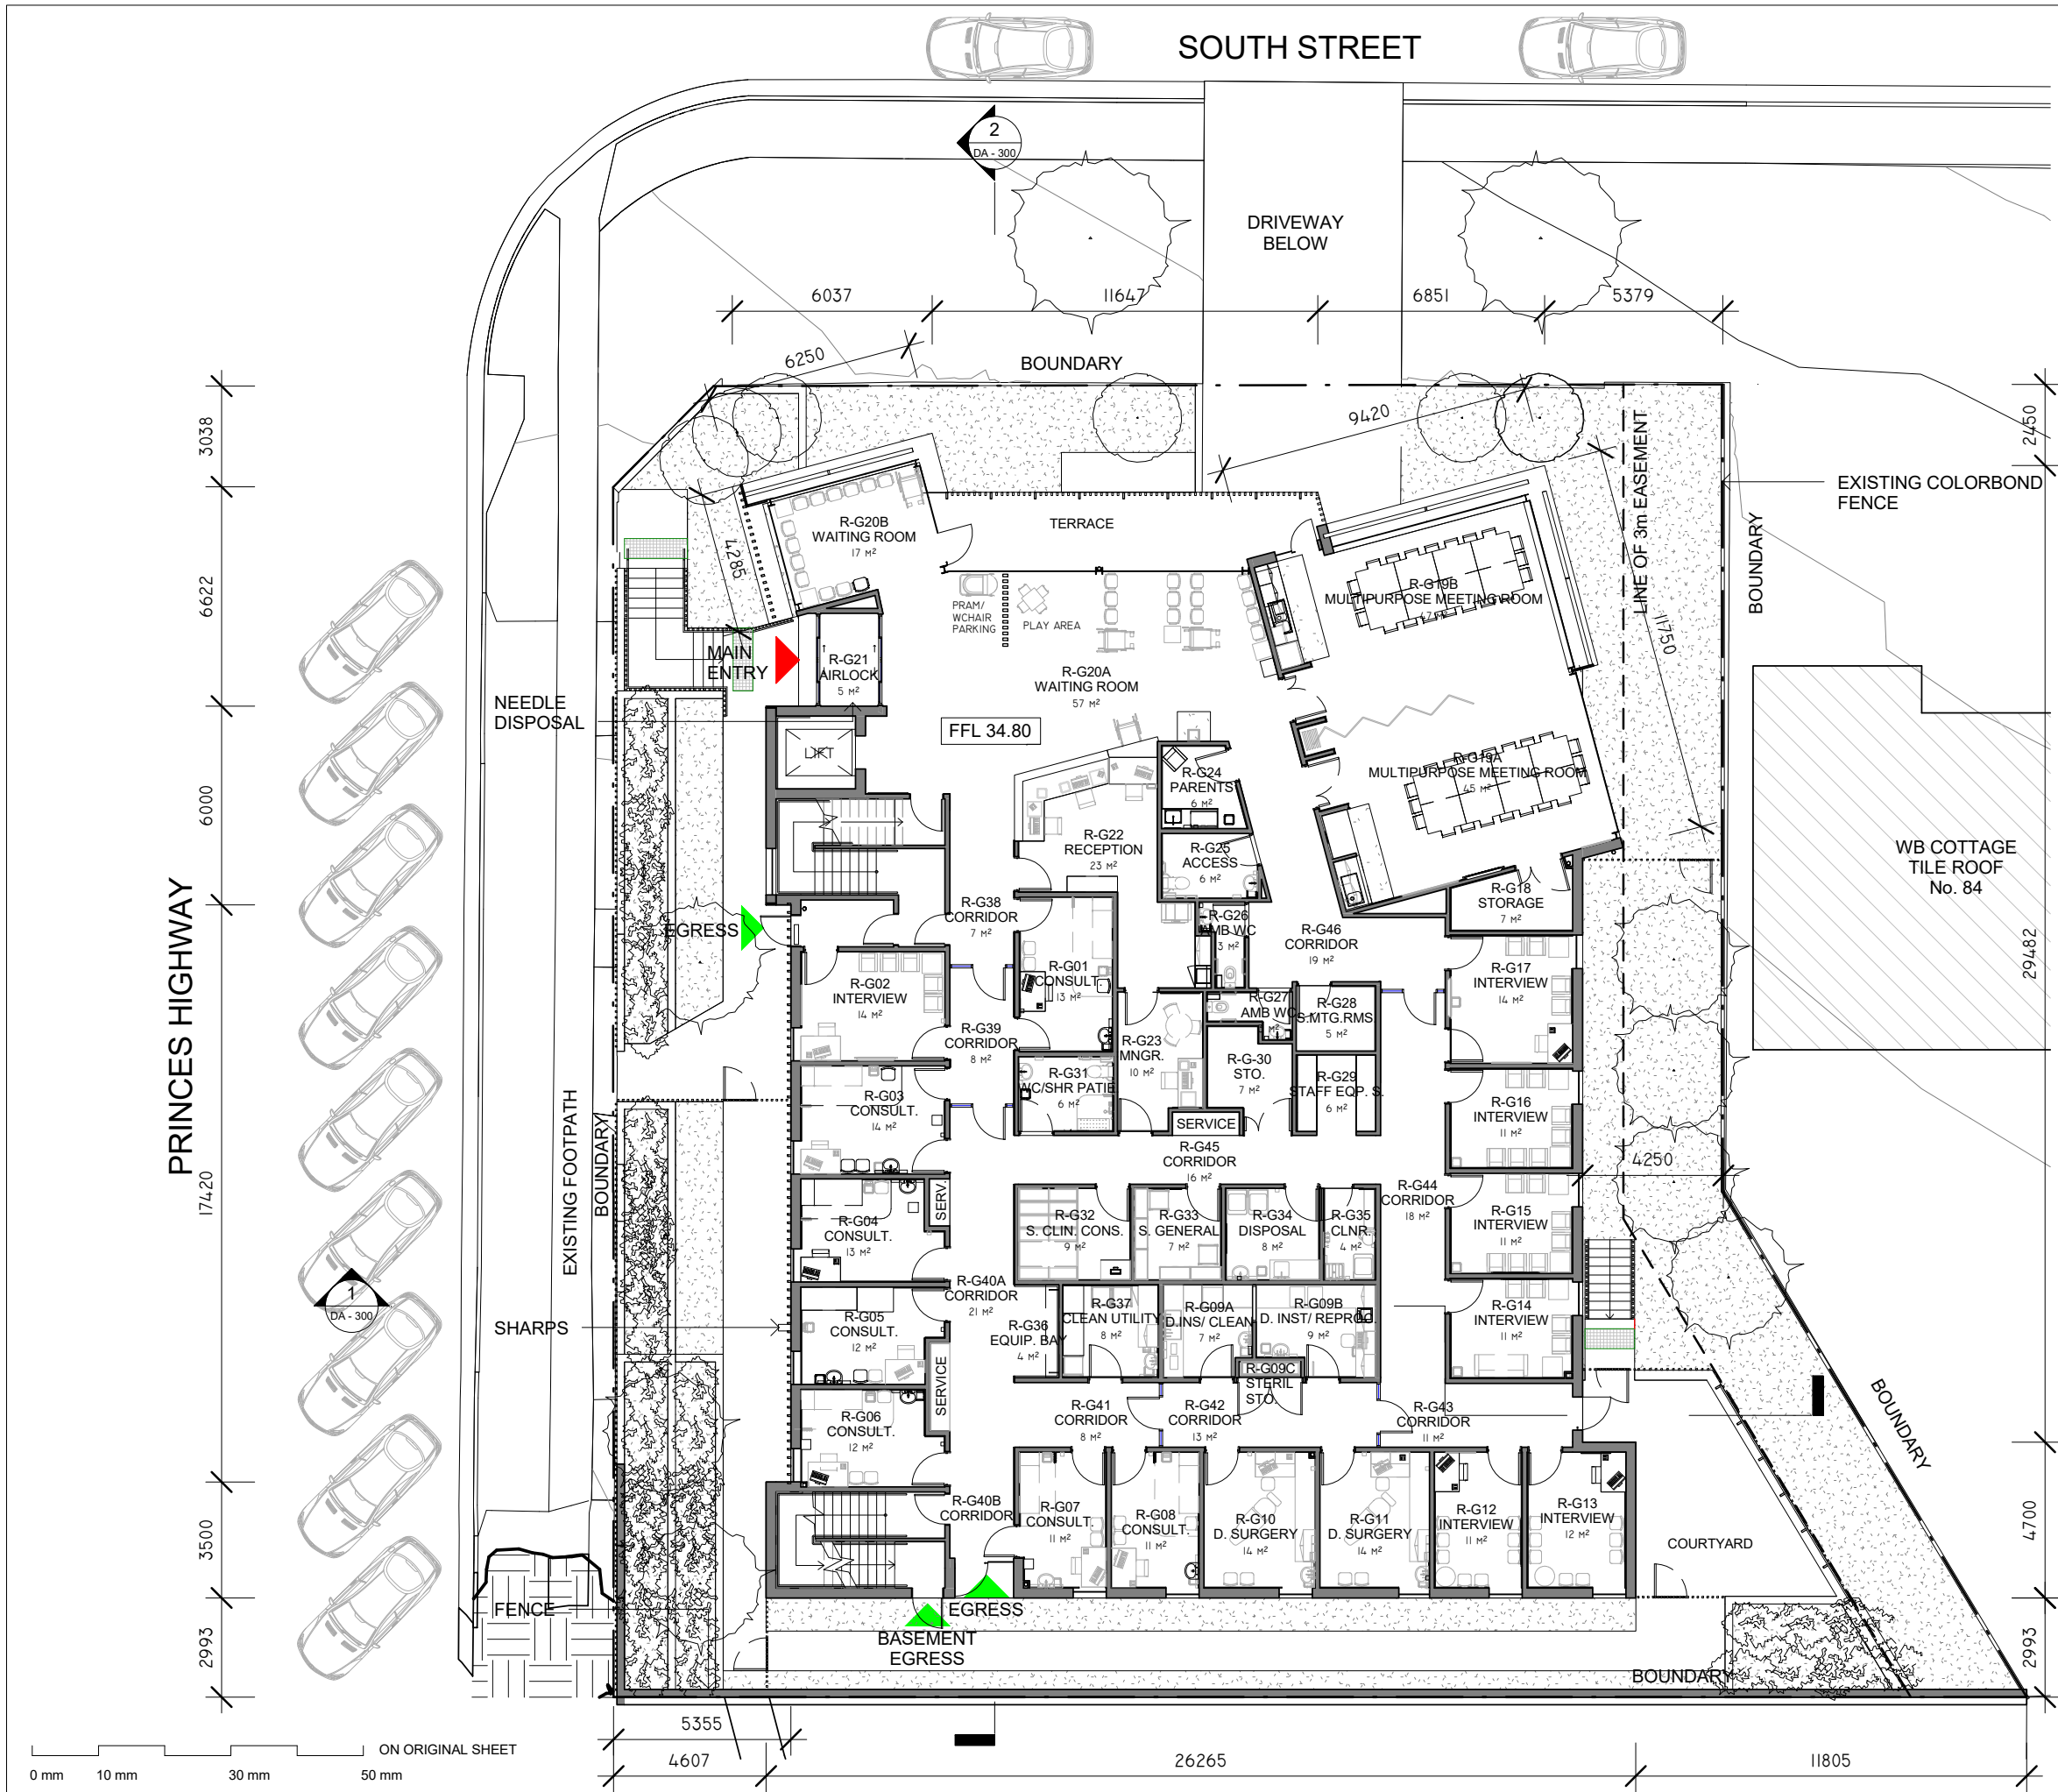 SOUTH STREET
2
DA - 300
DRIVEWAY
BELOW
6037
11647
6851
5379
6250
BOUNDARY
9420
3038
2450
LINE OF 3m EASEMENT
EXISTING COLORBOND
FENCE
BOUNDARY
R-G20B
WAITING ROOM
17 M²
TERRACE
4285
R-G19B
MULTIPURPOSE MEETING ROOM
11750
6622
PRAM/
WCHAIR
PARKING
PLAY AREA
MAIN
ENTRY
R-G21
AIRLOCK
5 M²
R-G20A
WAITING ROOM
57 M²
NEEDLE
DISPOSAL
FFL 34.80
LIFT
R-G19A
MULTIPURPOSE MEETING ROOM
45 M²
R-G24
PARENTS
6 M²
6000
R-G22
RECEPTION
23 M²
R-G25
ACCESS
6 M²
WB COTTAGE
TILE ROOF
No. 84
R-G18
STORAGE
7 M²
PRINCES HIGHWAY
EGRESS
R-G38
CORRIDOR
7 M²
R-G26
AMB WC
3 M²
R-G46
CORRIDOR
19 M²
29482
R-G02
INTERVIEW
14 M²
R-G01
CONSULT.
13 M²
R-G17
INTERVIEW
14 M²
R-G27
AMB WC
M²
R-G28
S.MTG.RMS
5 M²
R-G39
CORRIDOR
8 M²
R-G23
MNGR.
10 M²
R-G-30
STO.
7 M²
R-G31
WC/SHR PATIE
6 M²
R-G29
STAFF EQP. S.
6 M²
R-G03
CONSULT.
14 M²
R-G16
INTERVIEW
11 M²
SERVICE
EXISTING FOOTPATH
BOUNDARY
17420
R-G45
CORRIDOR
16 M²
4250
R-G44
CORRIDOR
18 M²
SERV.
R-G04
CONSULT.
13 M²
R-G32
S. CLIN. CONS.
9 M²
R-G33
S. GENERAL
7 M²
R-G34
DISPOSAL
8 M²
R-G35
CLNR.
4 M²
R-G15
INTERVIEW
11 M²
1
DA - 300
R-G40A
CORRIDOR
21 M²
SHARPS
R-G05
CONSULT.
12 M²
R-G36
EQUIP. BAY
4 M²
R-G37
CLEAN UTILITY
8 M²
R-G09A
D.INS/ CLEAN
7 M²
R-G09B
D. INST/ REPROC.
9 M²
R-G14
INTERVIEW
11 M²
SERVICE
R-G09C
STERIL
STO.
R-G06
CONSULT.
12 M²
R-G41
CORRIDOR
8 M²
R-G42
CORRIDOR
13 M²
R-G43
CORRIDOR
11 M²
BOUNDARY
3500
R-G40B
CORRIDOR
R-G07
CONSULT.
11 M²
R-G08
CONSULT.
11 M²
R-G10
D. SURGERY
14 M²
R-G11
D. SURGERY
14 M²
R-G12
INTERVIEW
11 M²
R-G13
INTERVIEW
12 M²
4700
COURTYARD
FENCE
EGRESS
BASEMENT
EGRESS
2993
2993
BOUNDARY
5355
4607
26265
11805
ON ORIGINAL SHEET
0 mm
10 mm
30 mm
50 mm